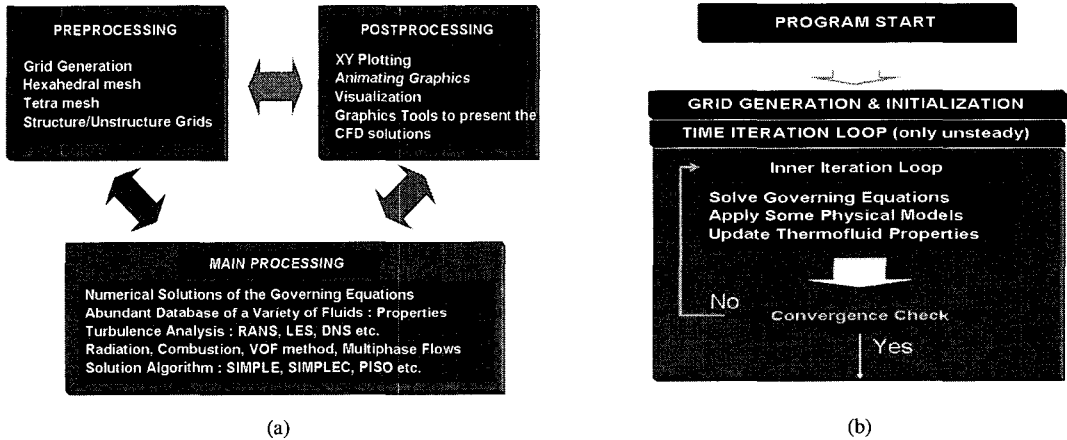 PREPROCESSING
Grid Generation
Hexahedral mesh
Tetra mesh
Structure/Unstructure Grids
POSTPROCESSING
XY Plotting
Animating Graphics
Visualization
Graphics Tools to present the
CFD solutions
MAIN PROCESSING
Numerical Solutions of the Governing Equations
Abundant Database of a Variety of Fluids : Properties
Turbulence Analysis : RANS, LES, DNS etc.
Radiation, Combustion, VOF method, Multiphase Flows
Solution Algorithm : SIMPLE, SIMPLEC, PISO etc.
(a)
PROGRAM START
GRID GENERATION & INITIALIZATION
TIME ITERATION LOOP (only unsteady)
Inner Iteration Loop
Solve Governing Equations
Apply Some Physical Models
Update Thermofluid Properties
No
Convergence Check
Yes
(b)